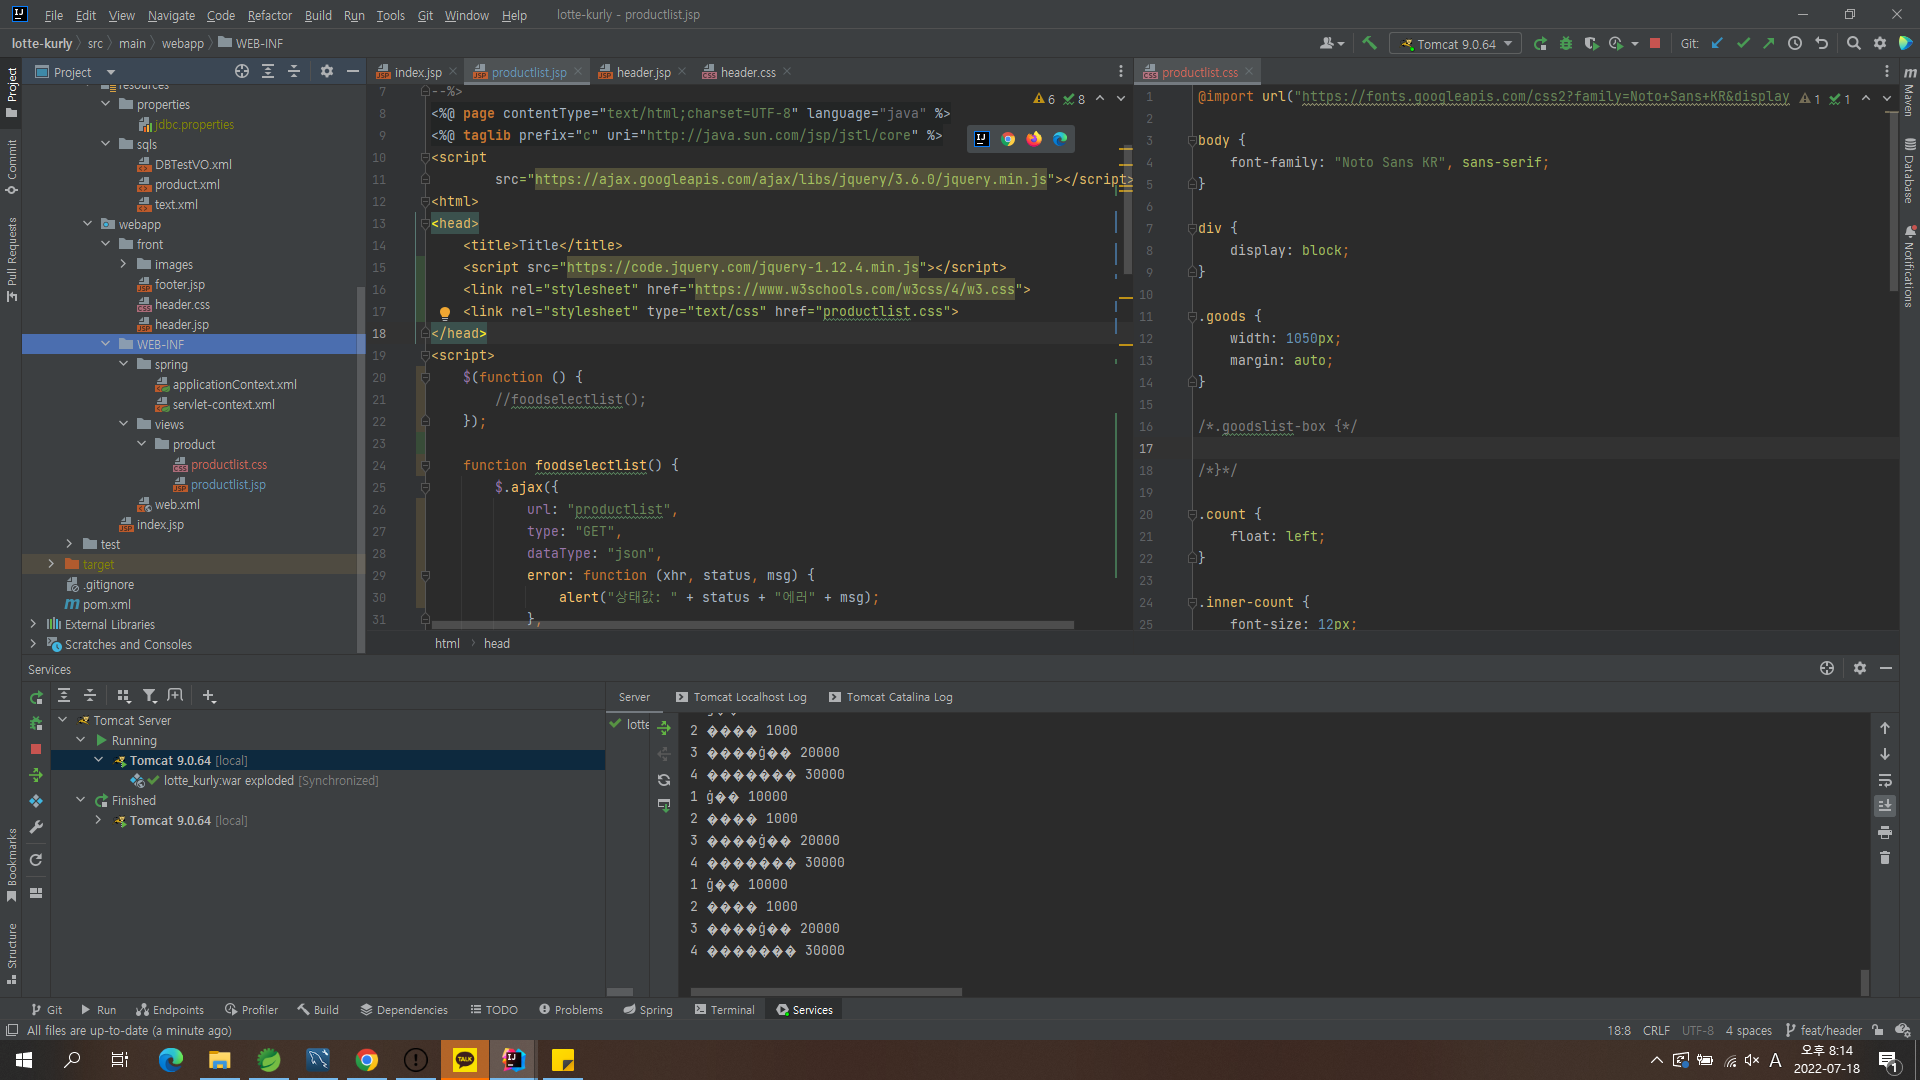 File Edit View Navigate Code Refactor Build Run Tools Git Window Help lotte-kurly - productlist.jsp
lotte-kurly src main webapp WEB-INF
Tomcat 9.0.64
Git:
Project
index.jsp
productlist.jsp
header.jsp
header.css
productlist.css
resources
properties
jdbc.properties
sqls
DBTestVO.xml
product.xml
text.xml
webapp
front
images
footer.jsp
header.css
header.jsp
WEB-INF
spring
applicationContext.xml
servlet-context.xml
views
product
productlist.css
productlist.jsp
web.xml
index.jsp
test
target
.gitignore
pom.xml
External Libraries
Scratches and Consoles
Project
Commit
Pull Requests
Bookmarks
Structure
7 --%>
8 <%@ page contentType="text/html;charset=UTF-8" language="java" %>
9 <%@ taglib prefix="c" uri="http://java.sun.com/jsp/jstl/core" %>
10 <script
11 src="https://ajax.googleapis.com/ajax/libs/jquery/3.6.0/jquery.min.js"></script>
12 <html>
13 <head>
14 <title>Title</title>
15 <script src="https://code.jquery.com/jquery-1.12.4.min.js"></script>
16 <link rel="stylesheet" href="https://www.w3schools.com/w3css/4/w3.css">
17 <link rel="stylesheet" type="text/css" href="productlist.css">
18 </head>
19 <script>
20 $(function () {
21 //foodselectlist();
22 });
23
24 function foodselectlist() {
25 $.ajax({
26 url: "productlist",
27 type: "GET",
28 dataType: "json",
29 error: function (xhr, status, msg) {
30 alert("상태값: " + status + "에러" + msg);
31 },
6 8
html head
1 @import url("https://fonts.googleapis.com/css2?family=Noto+Sans+KR&display
1 1
2
3 body {
4 font-family: "Noto Sans KR", sans-serif;
5 }
6
7 div {
8 display: block;
9 }
10
11 .goods {
12 width: 1050px;
13 margin: auto;
14 }
15
16 /*.goodslist-box {*/
17
18 /*}*/
19
20 .count {
21 float: left;
22 }
23
24 .inner-count {
25 font-size: 12px;
Maven
Database
Notifications
Services
Tomcat Server
Running
Tomcat 9.0.64 [local]
lotte_kurly:war exploded [Synchronized]
Finished
Tomcat 9.0.64 [local]
Server Tomcat Localhost Log Tomcat Catalina Log
lotte
2 ���� 1000
3 ����ġ�� 20000
4 ������� 30000
1 ġ�� 10000
2 ���� 1000
3 ����ġ�� 20000
4 ������� 30000
1 ġ�� 10000
2 ���� 1000
3 ����ġ�� 20000
4 ������� 30000
Git Run Endpoints Profiler Build Dependencies TODO Problems Spring Terminal Services
All files are up-to-date (a minute ago)
18:8 CRLF UTF-8 4 spaces feat/header
TALK
A
오후 8:14
2022-07-18
1